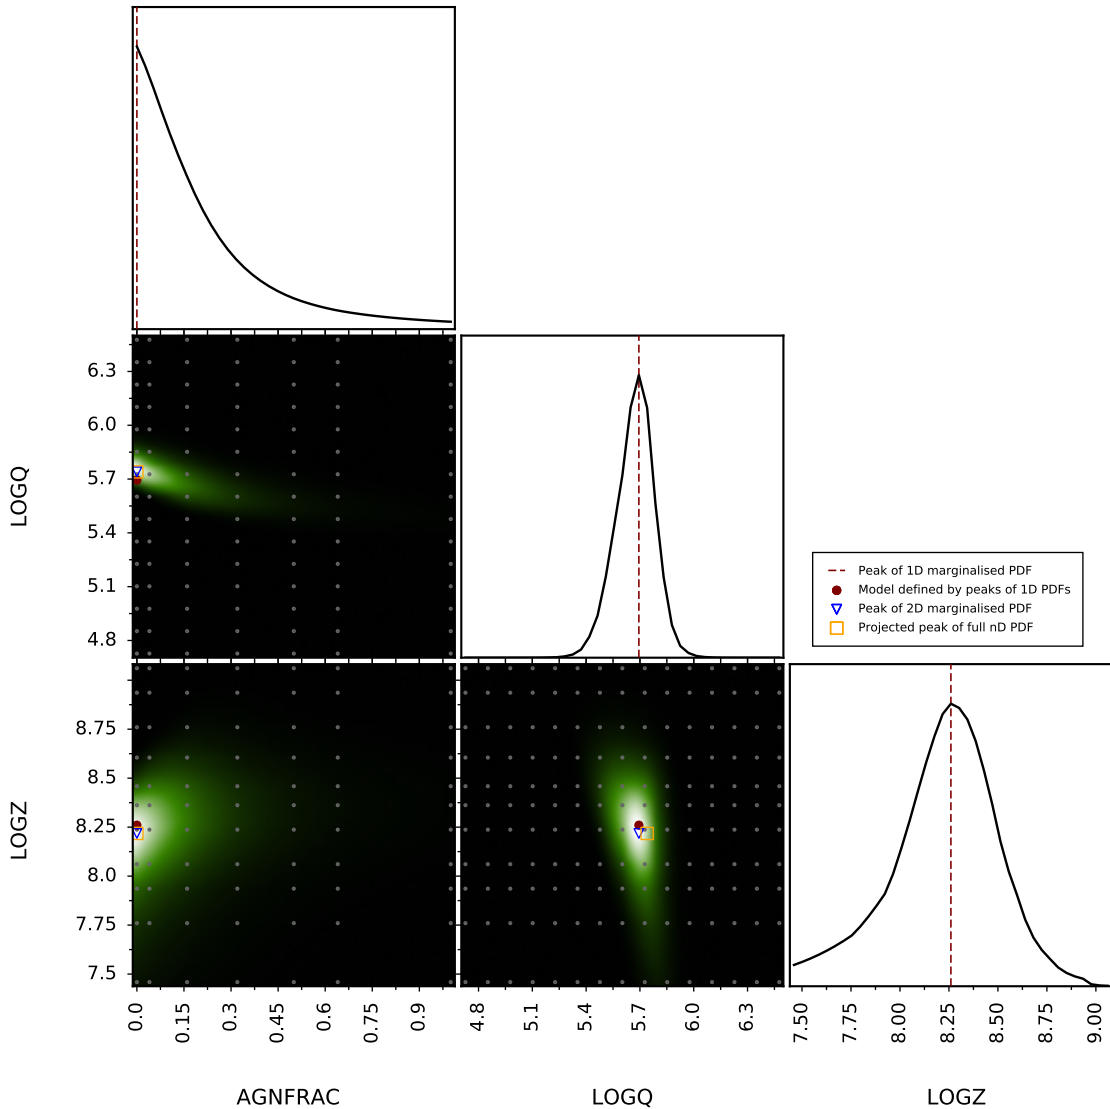 LOGQ
6.3
6.0
5.7
5.4
5.1
4.8
Peak of 1D marginalised PDF
Model defined by peaks of 1D PDFs
Peak of 2D marginalised PDF
Projected peak of full nD PDF
LOGZ
8.75
8.5
8.25
8.0
7.75
7.5
0.0 0.15 0.3 0.45 0.6 0.75 0.9
4.8 5.1 5.4 5.7 6.0 6.3
7.50 7.75 8.00 8.25 8.50 8.75 9.00
AGNFRAC LOGQ LOGZ